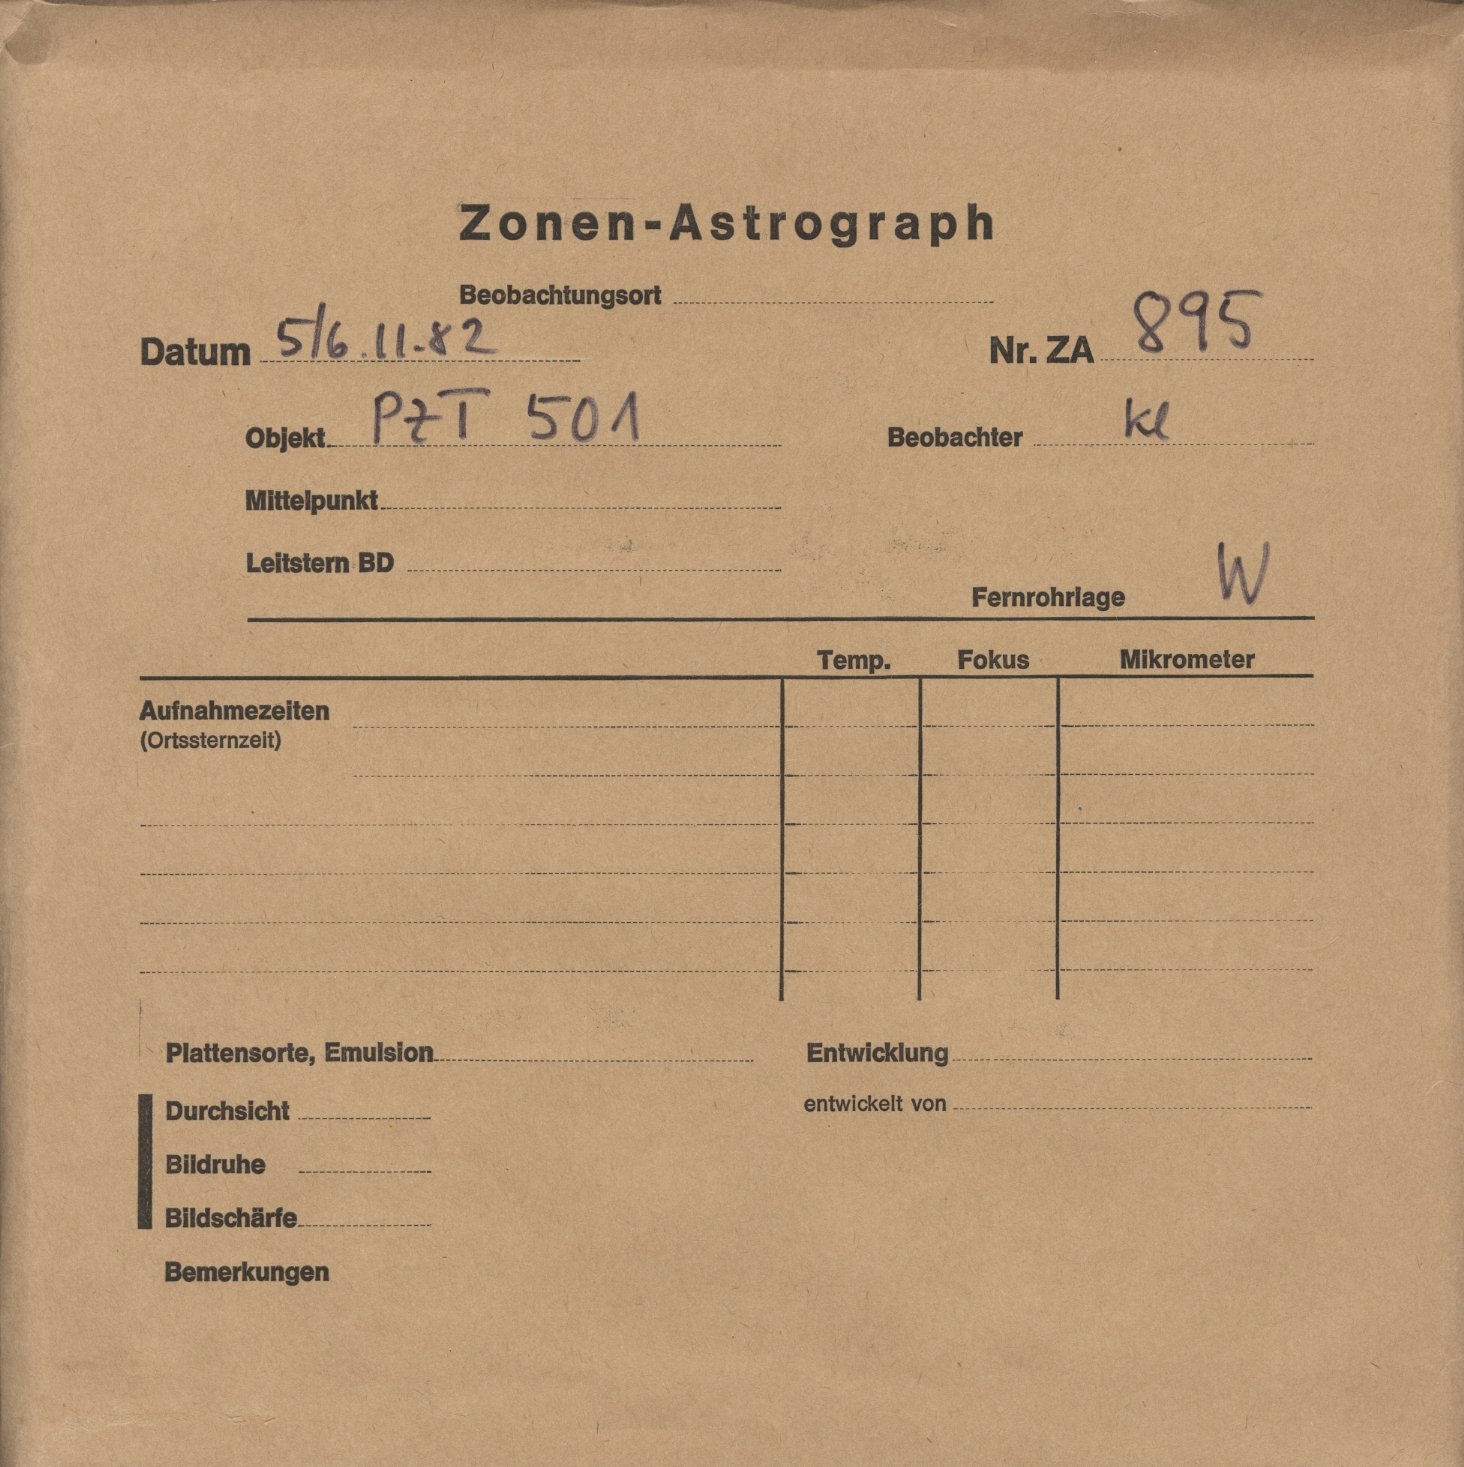 Zonen-Astrograph
Beobachtungsort
Datum 5/6.11.82 Nr. ZA 895
Objekt PZT 501 Beobachter Kl
Mittelpunkt
Leitstern BD
Fernrohrlage W
Temp. Fokus Mikrometer
Aufnahmezeiten
(Ortssternzeit)
Plattensorte, Emulsion Entwicklung
Durchsicht entwickelt von
Bildruhe
Bildschärfe
Bemerkungen